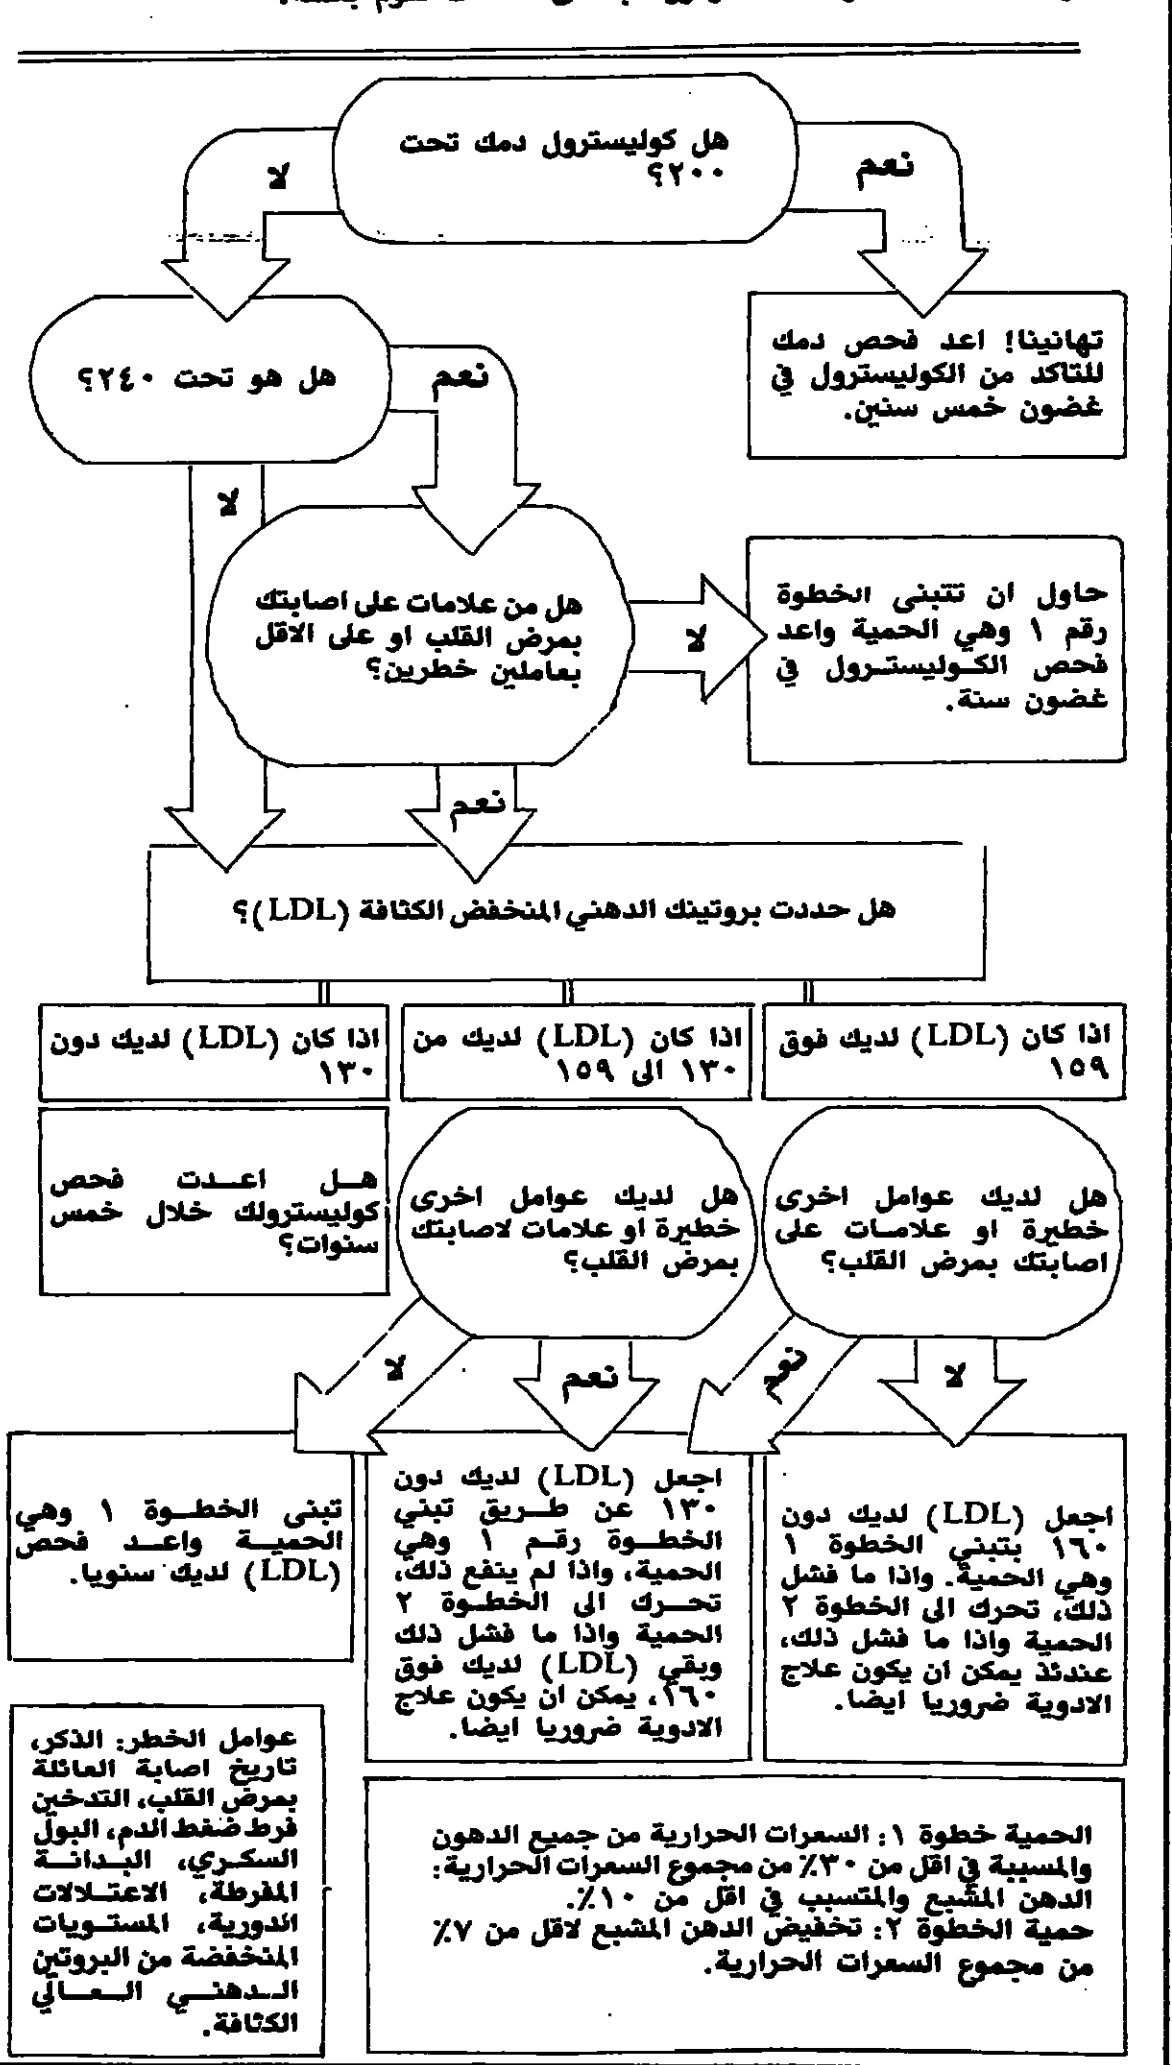 هل كوليسترول دمك تحت
٢٠٠؟
نعم
لا
تهانينا! اعد فحص دمك
للتاكد من الكوليسترول في
غضون خمس سنين.
هل هو تحت ٢٤٠؟
نعم
لا
هل من علامات على اصابتك
بمرض القلب او على الاقل
بعاملين خطرين؟
لا
حاول ان تتبنى الخطوة
رقم ١ وهي الحمية واعد
فحص الكوليسترول في
غضون سنة.
نعم
هل حددت بروتينك الدهني المنخفض الكثافة (LDL)؟
اذا كان (LDL) لديك فوق
١٥٩
اذا كان (LDL) لديك من
١٣٠ الى ١٥٩
اذا كان (LDL) لديك دون
١٣٠
هل لديك عوامل اخرى
خطيرة او علامات على
اصابتك بمرض القلب؟
هل لديك عوامل اخرى
خطيرة او علامات لاصابتك
بمرض القلب؟
هل اعدت فحص
كوليسترولك خلال خمس
سنوات؟
لا
نعم
نعم
لا
اجعل (LDL) لديك دون
١٦٠ بتبني الخطوة ١
وهي الحمية. واذا ما فشل
ذلك، تحرك الى الخطوة ٢
الحمية واذا ما فشل ذلك،
عندئذ يمكن ان يكون علاج
الادوية ضروريا ايضا.
اجعل (LDL) لديك دون
١٣٠ عن طريق تبني
الخطوة رقم ١ وهي
الحمية، واذا لم ينفع ذلك،
تحرك الى الخطوة ٢
الحمية واذا ما فشل ذلك
وبقي (LDL) لديك فوق
١٦٠، يمكن ان يكون علاج
الادوية ضروريا ايضا.
تبنى الخطوة ١ وهي
الحمية واعد فحص
(LDL) لديك سنويا.
الحمية خطوة ١: السعرات الحرارية من جميع الدهون
والمسببة في اقل من ٣٠٪ من مجموع السعرات الحرارية:
الدهن المشبع والمتسبب في اقل من ١٠٪.
حمية الخطوة ٢: تخفيض الدهن المشبع لاقل من ٧٪
من مجموع السعرات الحرارية.
عوامل الخطر: الذكر،
تاريخ اصابة العائلة
بمرض القلب، التدخين
فرط ضغط الدم، البول
السكري، البدانة
المفرطة، الاعتلالات
الدورية، المستويات
المنخفضة من البروتين
الدهني العالي
الكثافة.